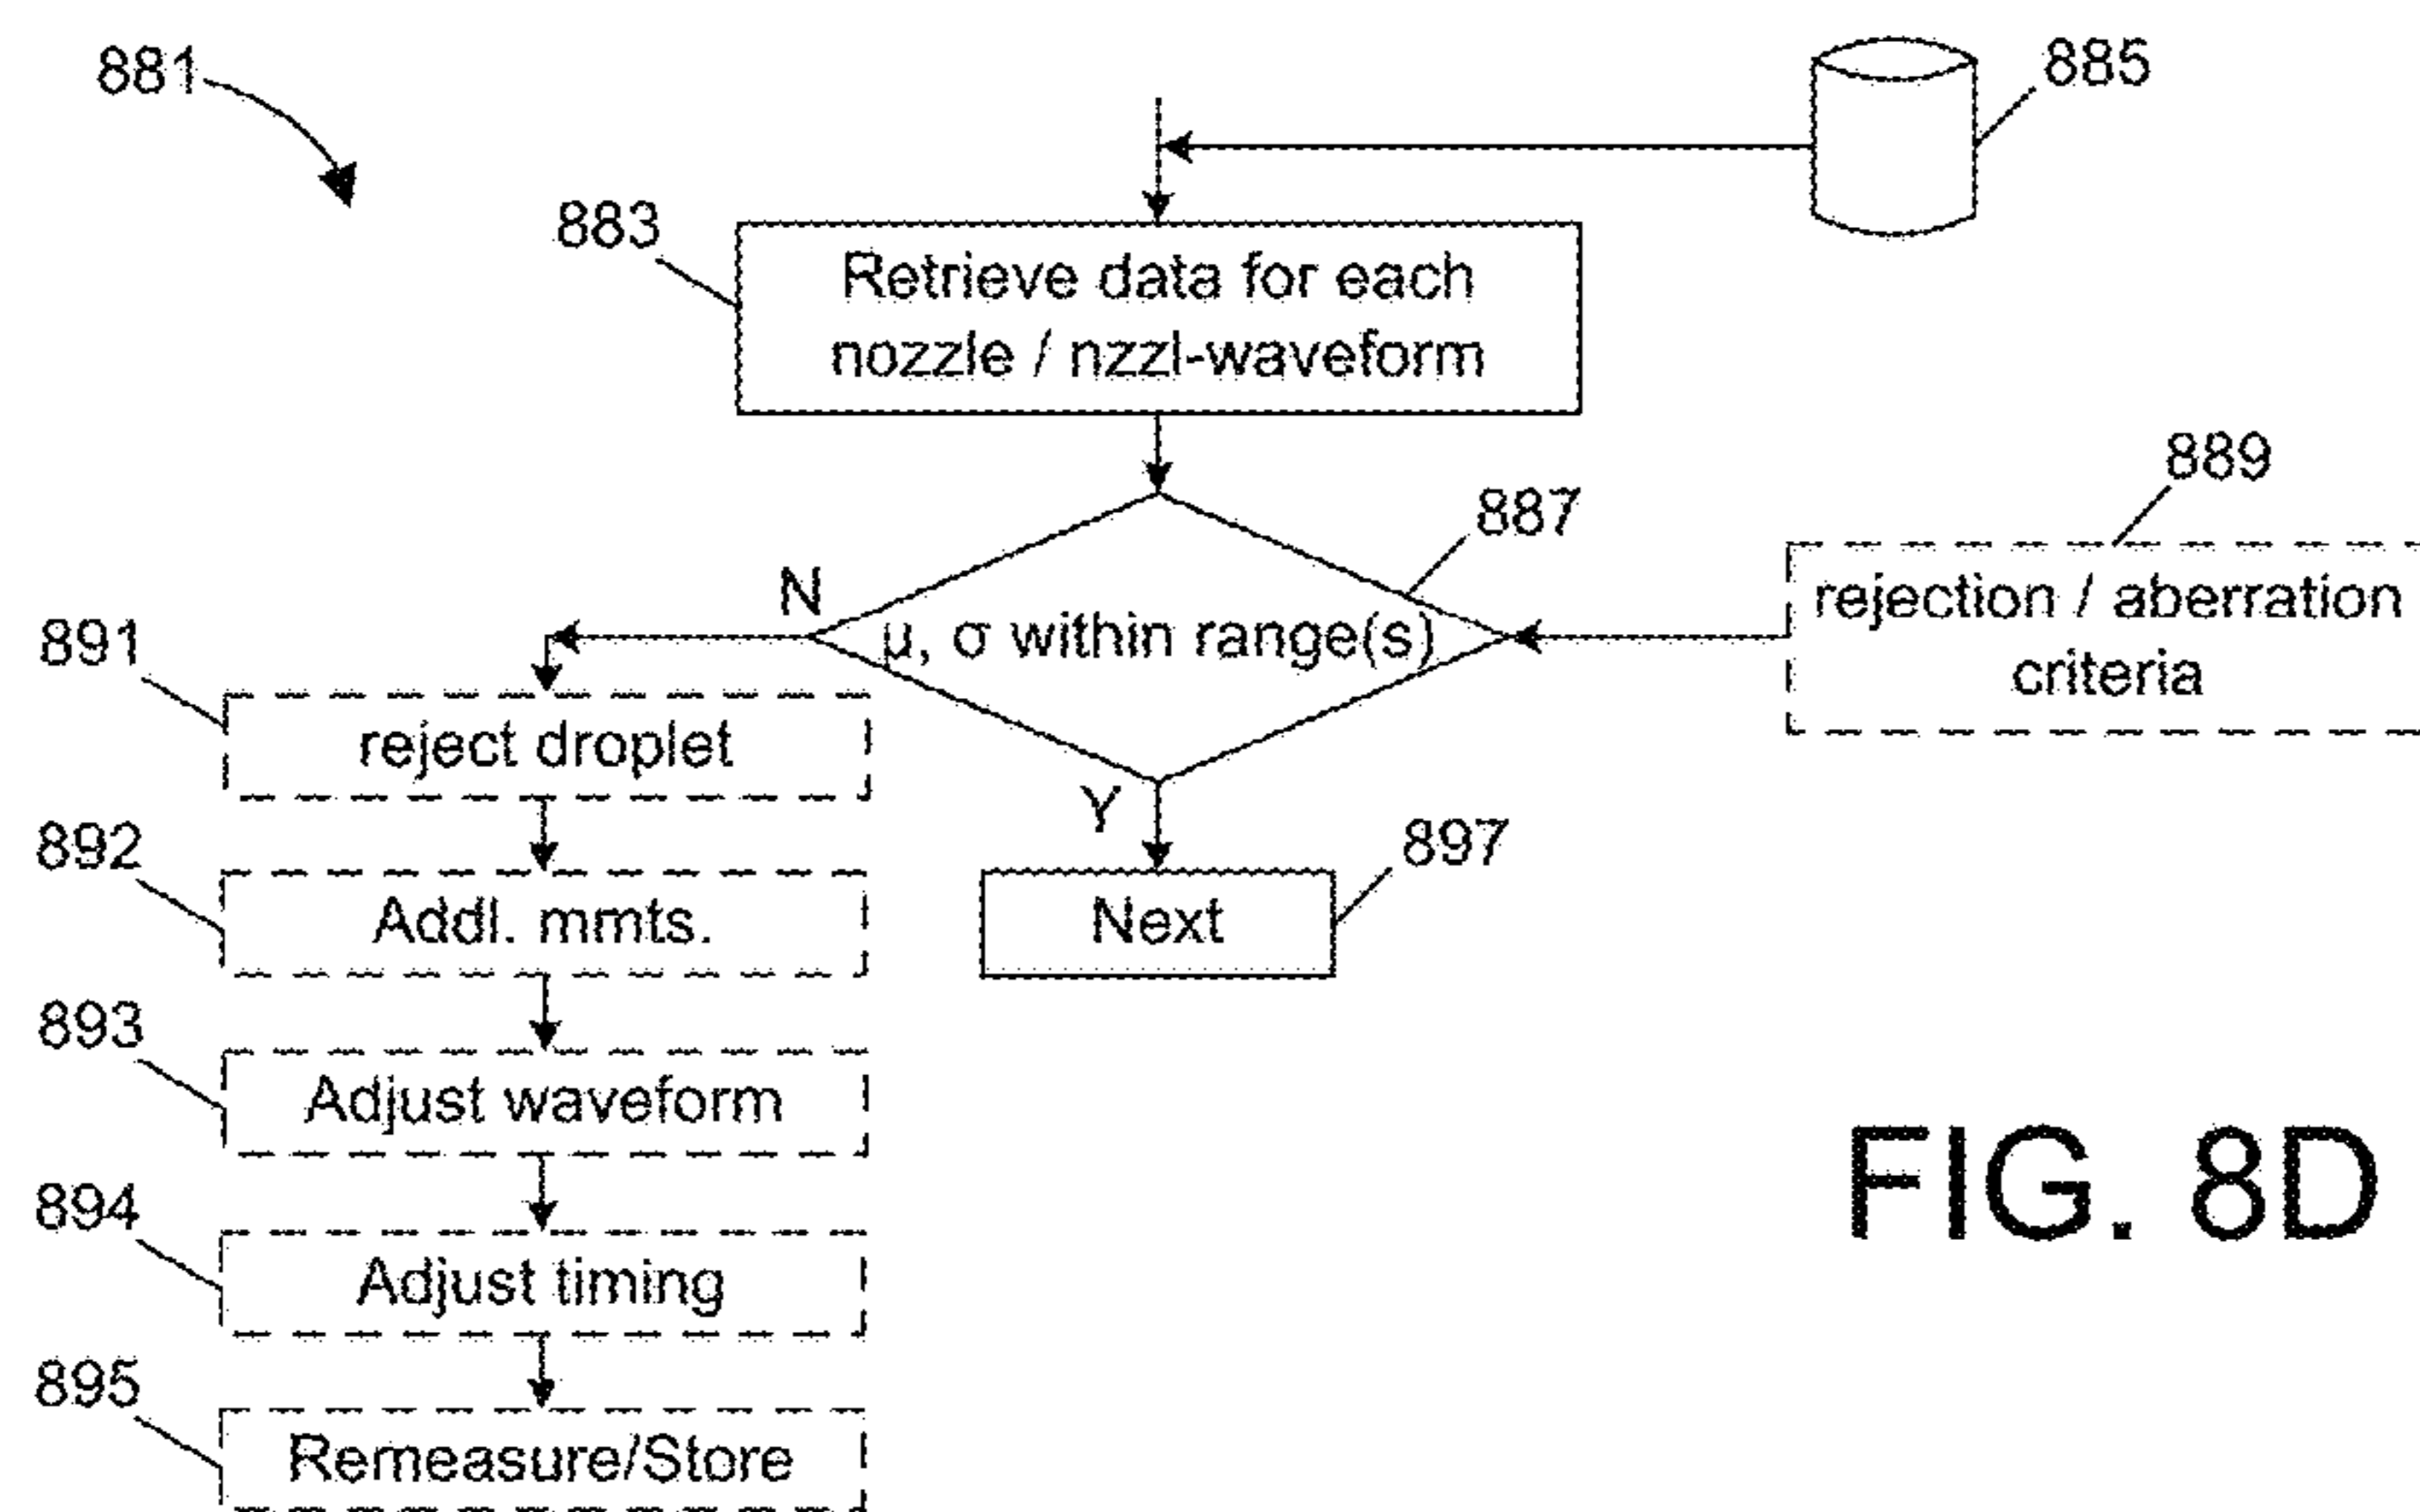 881
885
883
Retrieve data for each
nozzle / nzzl-waveform
889
887
rejection / aberration
criteria
N
μ, σ within range(s)
891
reject droplet
Y
892
Addl. mmts.
897
Next
893
Adjust waveform
894
Adjust timing
895
Remeasure/Store
FIG. 8D